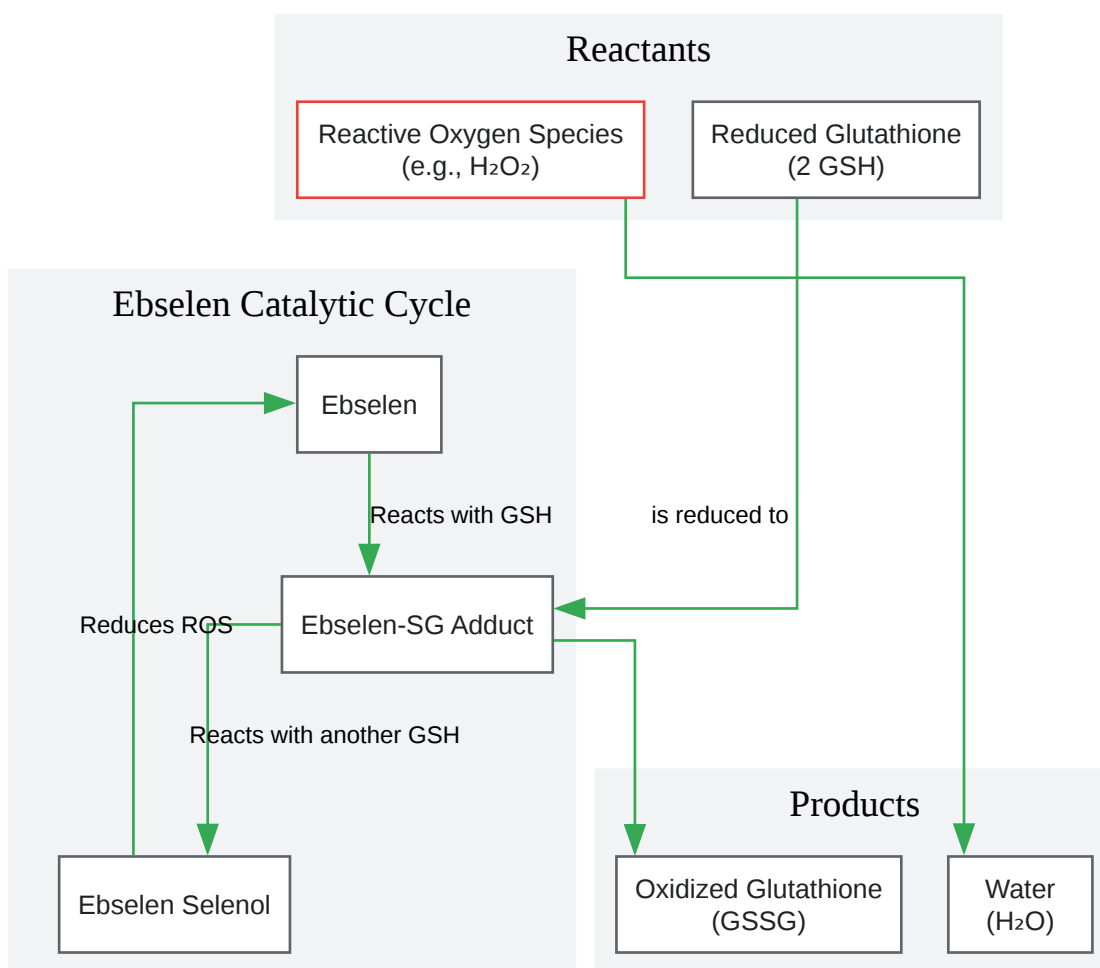 Reactants
Reactive Oxygen Species
(e.g., H₂O₂)
Reduced Glutathione
(2 GSH)
Ebselen Catalytic Cycle
Ebselen
Reacts with GSH
is reduced to
Reduces ROS
Ebselen-SG Adduct
Reacts with another GSH
Products
Ebselen Selenol
Oxidized Glutathione
(GSSG)
Water
(H₂O)